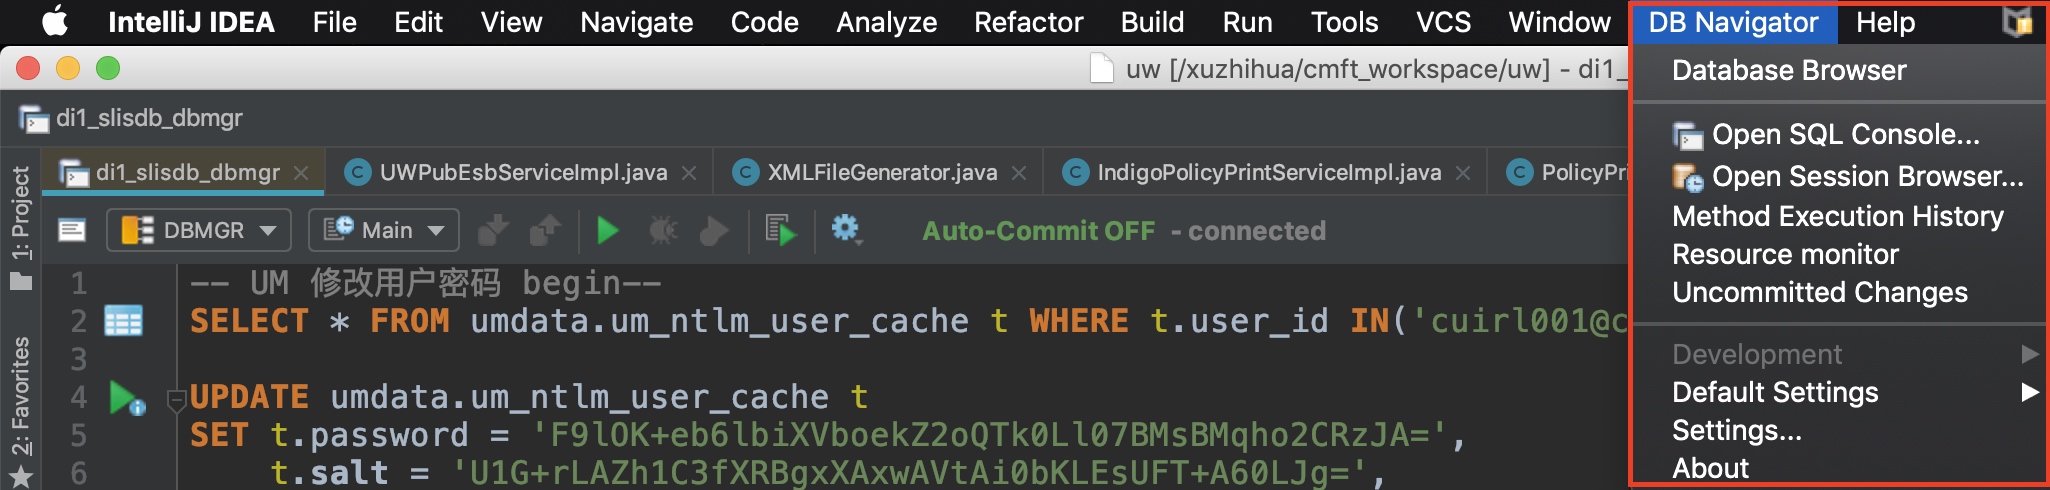 IntelliJ IDEA File Edit View Navigate Code Analyze Refactor Build Run Tools VCS Window DB Navigator Help
uw [/xuzhihua/cmft_workspace/uw] - di1_
Database Browser
Open SQL Console...
Open Session Browser...
Method Execution History
Resource monitor
Uncommitted Changes
Development
Default Settings
Settings...
About
di1_slisdb_dbmgr
di1_slisdb_dbmgr UWPubEsbServiceImpl.java XMLFileGenerator.java IndigoPolicyPrintServiceImpl.java PolicyPri
1: Project
2: Favorites
DBMGR Main Auto-Commit OFF - connected
1 -- UM 修改用户密码 begin--
2 SELECT * FROM umdata.um_ntlm_user_cache t WHERE t.user_id IN('cuirl001@c
3
4 UPDATE umdata.um_ntlm_user_cache t
5 SET t.password = 'F9lOK+eb6lbiXVboekZ2oQTk0Ll07BMsBMqho2CRzJA=',
6 t.salt = 'U1G+rLAZh1C3fXRBgxXAxwAVtAi0bKLEsUFT+A60LJg=',